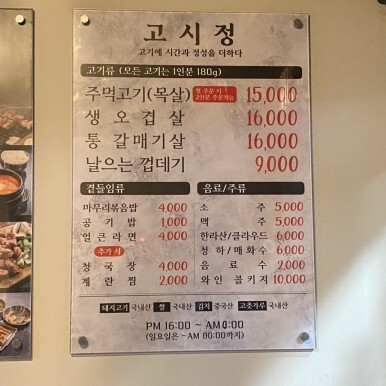 고시정
고기에 시간과 정성을 더하다
고기류 (모든 고기는 1인분 180g)
주먹고기(목살) 첫 주문 시 2인분 주문가능 15,000
생오겹살 16,000
통 갈매기살 16,000
날으는 껍데기 9,000
곁들임류
마무리볶음밥 4,000
공기밥 1,000
얼큰라면 4,000
추가 시
청국장 4,000
계란찜 2,000
음료/주류
소주 5,000
맥주 5,000
한라산/클라우드 6,000
청하/매화수 6,000
음료수 2,000
와인 콜키지 10,000
돼지고기 국내산 쌀 국내산 김치 중국산 고춧가루 국내산
PM 16:00 ~ AM 0:00
(일요일은 ~AM 00:00까지)